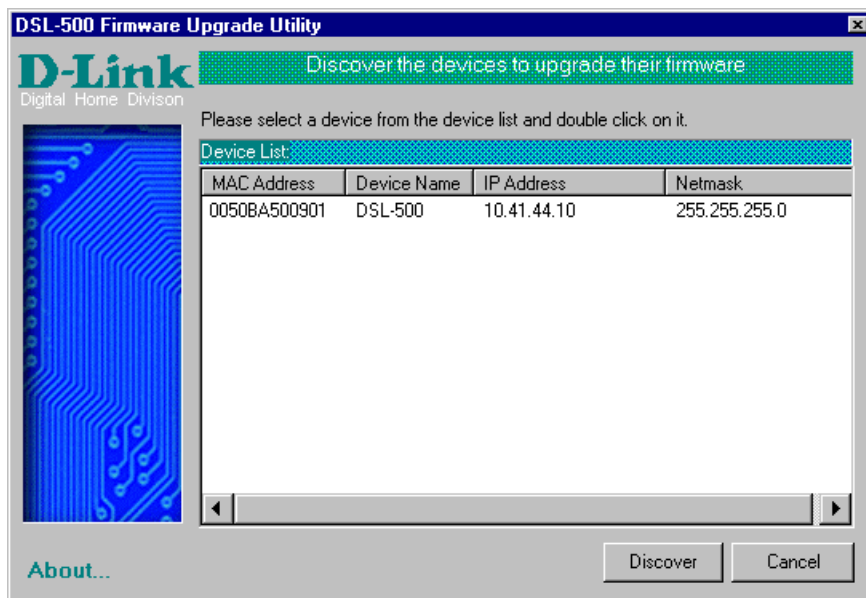 DSL-500 Firmware Upgrade Utility
D-Link
Digital Home Divison
Discover the devices to upgrade their firmware
Please select a device from the device list and double click on it.
Device List:
MAC Address Device Name IP Address Netmask
0050BA500901 DSL-500 10.41.44.10 255.255.255.0
About...
Discover Cancel